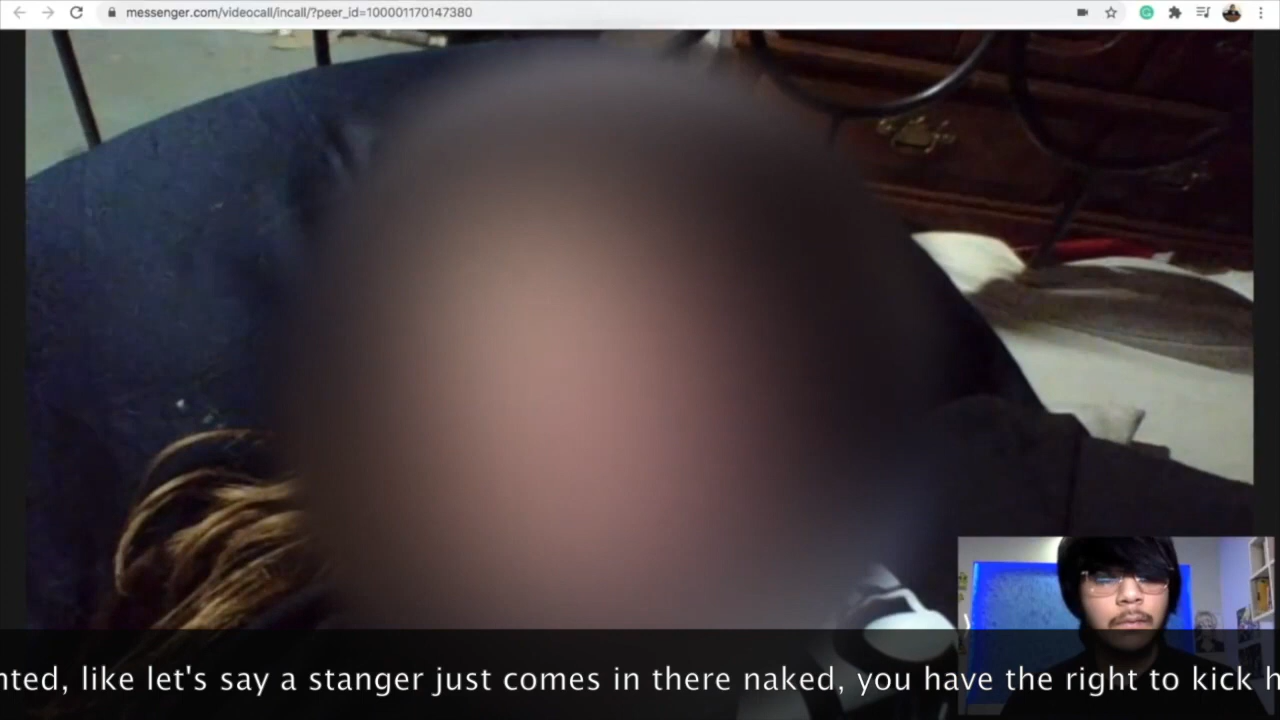 messenger.com/videocall/incall/?peer_id=100001170147380
nted, like let's say a stanger just comes in there naked, you have the right to kick h